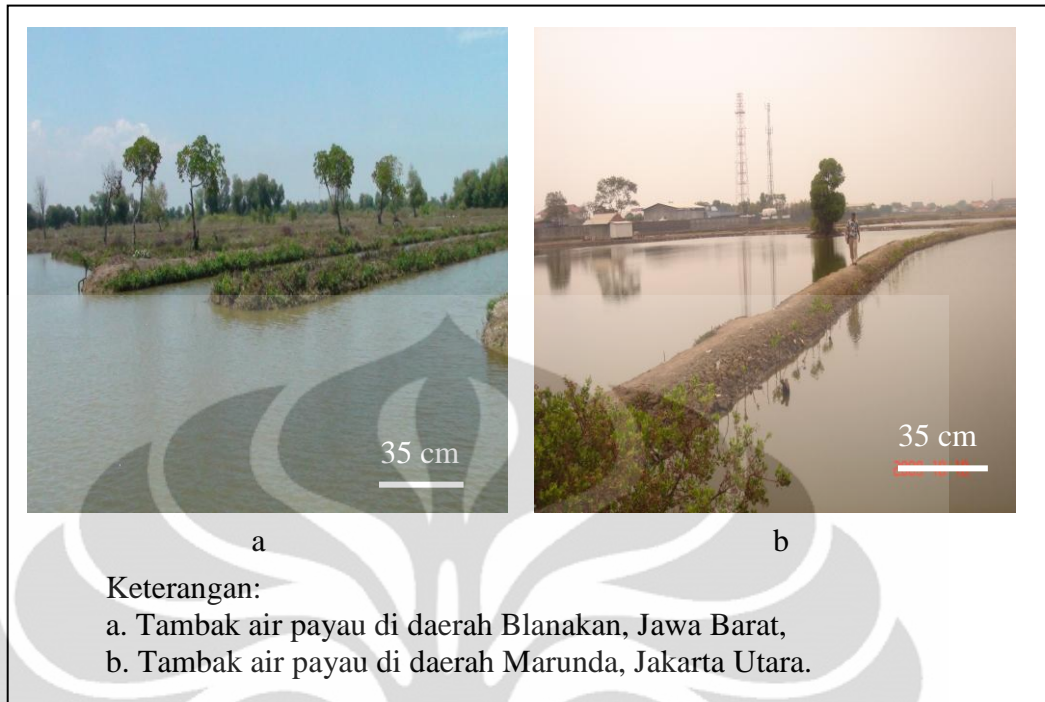 35 cm
35 cm
a
b
Keterangan:
a. Tambak air payau di daerah Blanakan, Jawa Barat,
b. Tambak air payau di daerah Marunda, Jakarta Utara.